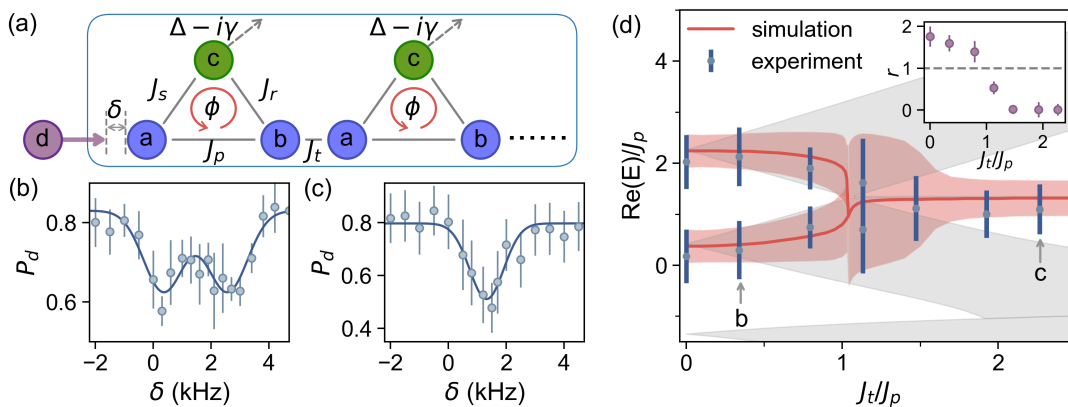 (a)
Δ − iγ
Δ − iγ
c
c
J_s
J_r
ϕ
ϕ
δ
d
a
b
a
b
......
J_p
J_t
(b)
P_d
0.8
0.6
−2 0 2 4
δ (kHz)
(c)
P_d
0.8
0.6
0.4
−2 0 2 4
δ (kHz)
(d)
Re(E)/J_p
4
2
0
0 1 2
J_t/J_p
simulation
experiment
b
c
r
2
1
0
0 1 2
J_t/J_p